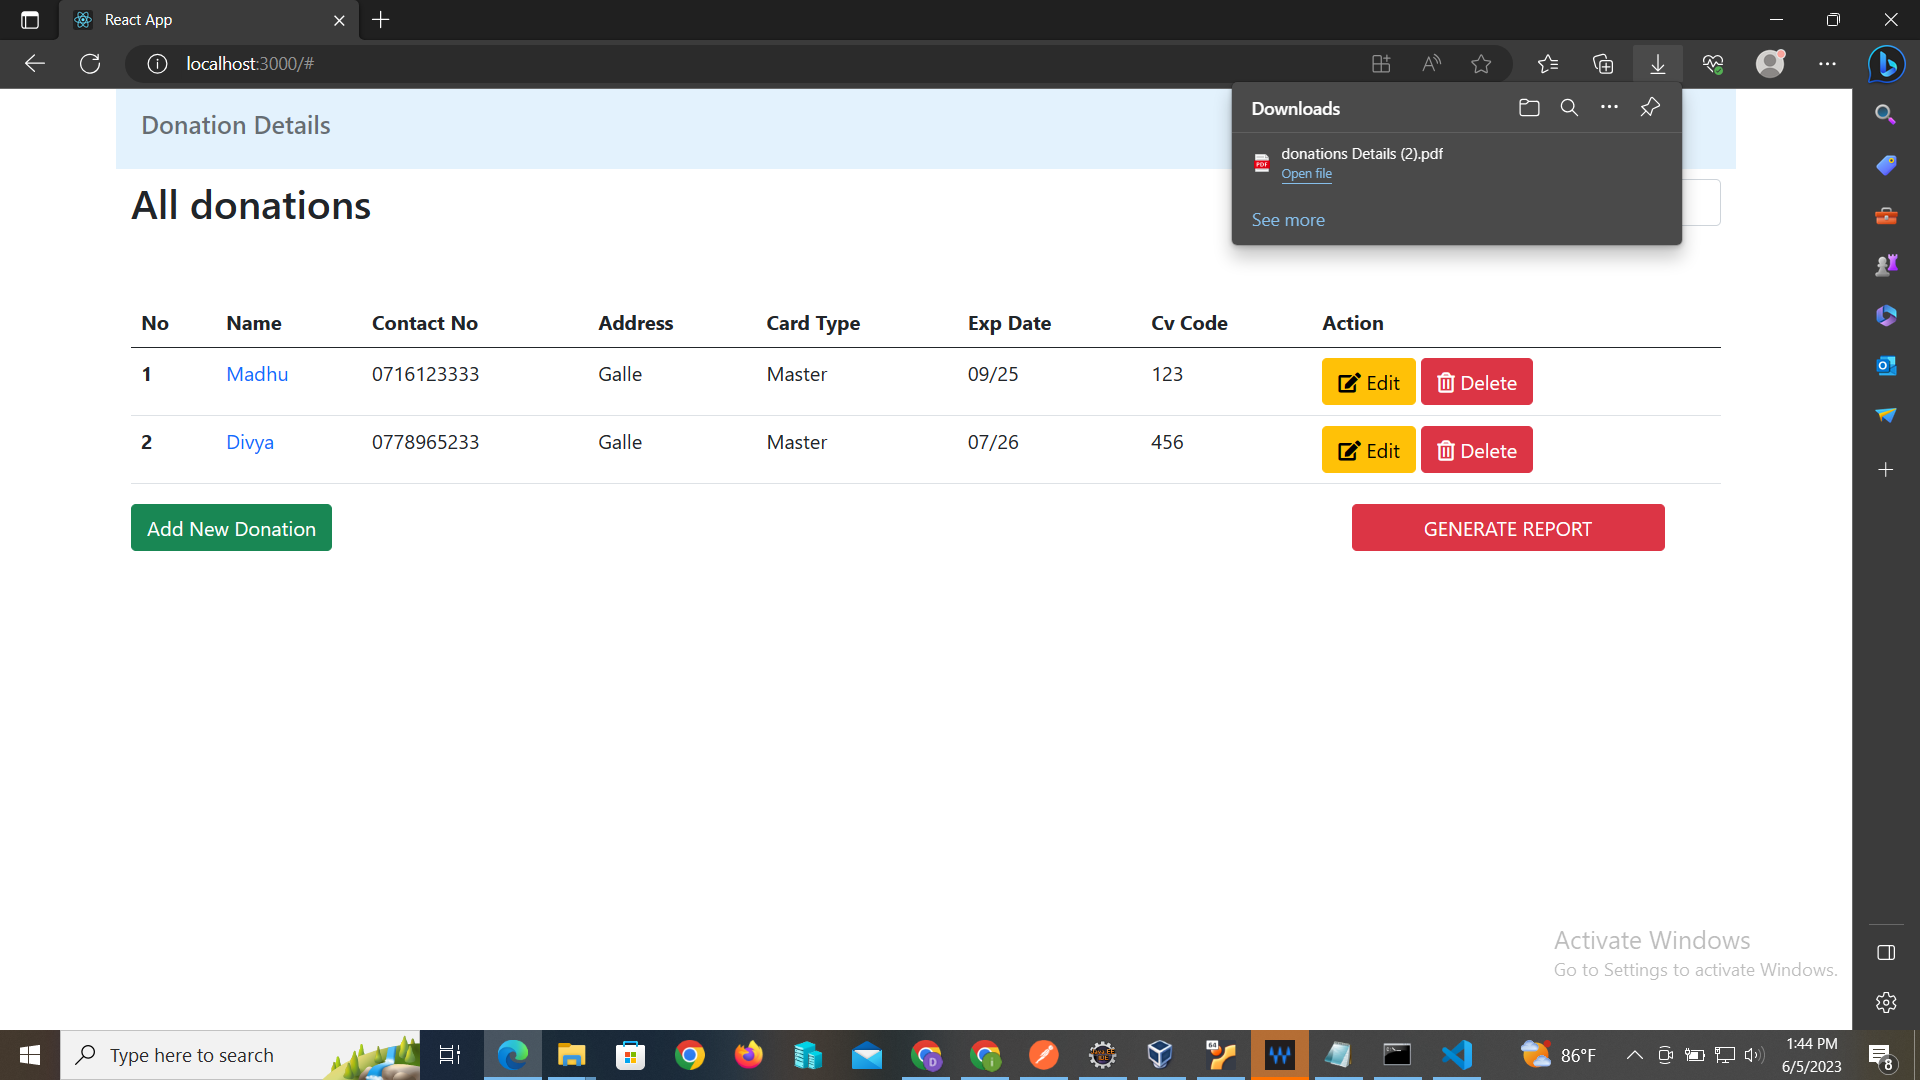 React App
localhost:3000/#
Donation Details
Downloads
donations Details (2).pdf
Open file
See more
All donations
No Name Contact No Address Card Type Exp Date Cv Code Action
1 Madhu 0716123333 Galle Master 09/25 123 Edit Delete
2 Divya 0778965233 Galle Master 07/26 456 Edit Delete
Add New Donation GENERATE REPORT
Activate Windows
Go to Settings to activate Windows.
Type here to search
86°F
1:44 PM
6/5/2023
8